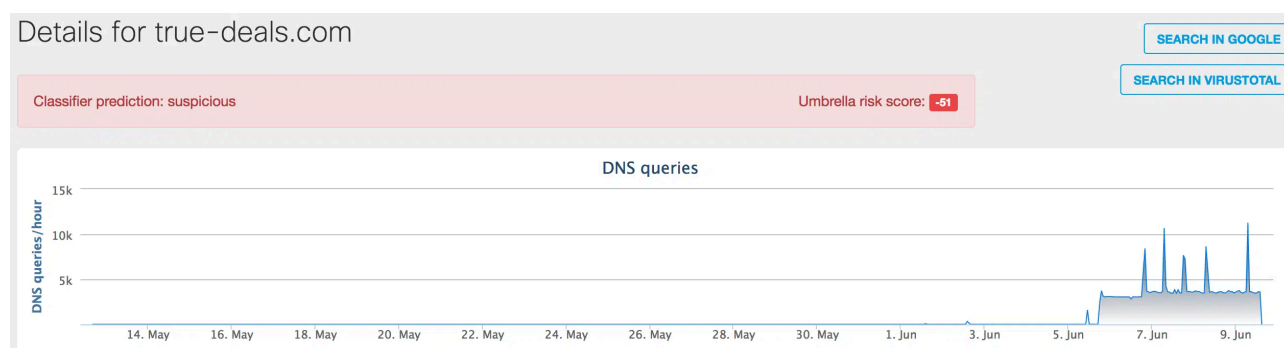 Details for true-deals.com
SEARCH IN GOOGLE
SEARCH IN VIRUSTOTAL
Classifier prediction: suspicious
Umbrella risk score: -51
DNS queries
DNS queries/hour
15k
10k
5k
14. May 16. May 18. May 20. May 22. May 24. May 26. May 28. May 30. May 1. Jun 3. Jun 5. Jun 7. Jun 9. Jun